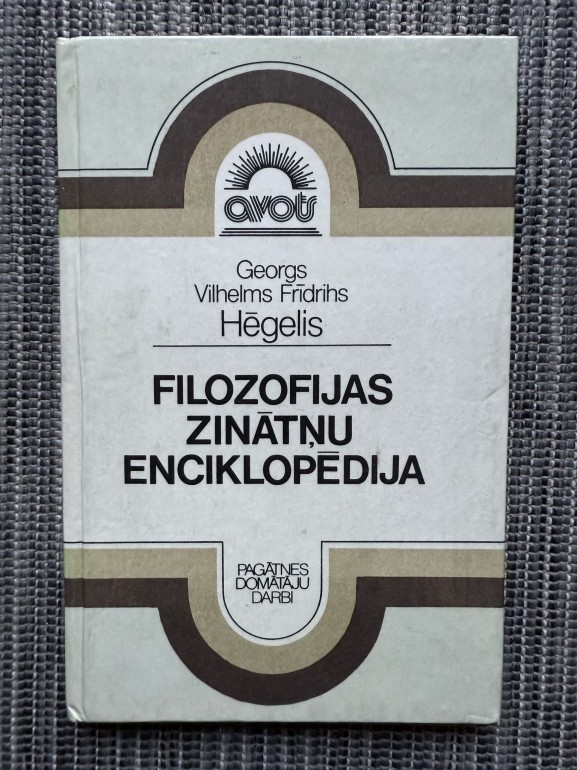 avots
Georgs
Vilhelms Frīdrihs
Hēgelis
FILOZOFIJAS
ZINĀTŅU
ENCIKLOPĒDIJA
PAGĀTNES
DOMĀTĀJU
DARBI